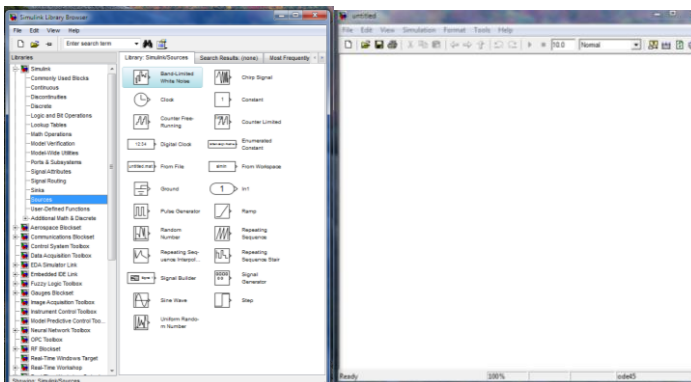 Simulink Library Browser
File Edit View Help
Enter search term
Libraries
Library: Simulink/Sources
Search Results: (none)
Most Frequently
Simulink
Commonly Used Blocks
Continuous
Discontinuities
Discrete
Logic and Bit Operations
Lookup Tables
Math Operations
Model Verification
Model-Wide Utilities
Ports & Subsystems
Signal Attributes
Signal Routing
Sinks
Sources
User-Defined Functions
Additional Math & Discrete
Aerospace Blockset
Communications Blockset
Control System Toolbox
Data Acquisition Toolbox
EDA Simulator Link
Embedded IDE Link
Fuzzy Logic Toolbox
Gauges Blockset
Image Acquisition Toolbox
Instrument Control Toolbox
Model Predictive Control Too...
Neural Network Toolbox
OPC Toolbox
RF Blockset
Real-Time Windows Target
Real-Time Workshop
Showing: Simulink/Sources
Band-Limited
White Noise
Chirp Signal
Clock
1
Constant
Counter Free-
Running
Counter Limited
12:34
Digital Clock
Enumerated
Constant
untitled.mat
From File
simin
From Workspace
Ground
1
In1
Pulse Generator
Ramp
Random
Number
Repeating
Sequence
Repeating Seq-
uence Interpol...
Repeating
Sequence Stair
Signal Builder
Signal
Generator
Sine Wave
Step
Uniform Rando-
m Number
untitled
File Edit View Simulation Format Tools Help
10.0
Normal
Ready
100%
ode45